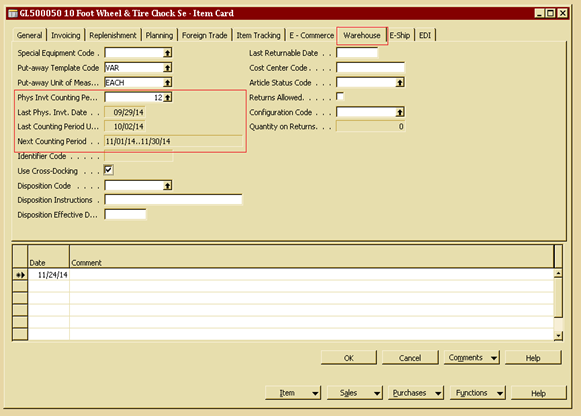 GL500050 10 Foot Wheel & Tire Chock Se - Item Card
General Invoicing Replenishment Planning Foreign Trade Item Tracking E - Commerce Warehouse E-Ship EDI
Special Equipment Code .
Put-away Template Code VAR
Put-away Unit of Meas... EACH
Phys Invt Counting Pe... 12
Last Phys. Invt. Date . . 09/29/14
Last Counting Period U... 10/02/14
Next Counting Period . . 11/01/14..11/30/14
Identifier Code . . . . .
Use Cross-Docking . . .
Disposition Code . . . .
Disposition Instructions .
Disposition Effective D...
Last Returnable Date . . .
Cost Center Code . . . .
Article Status Code . . .
Returns Allowed. . . . .
Configuration Code . . . .
Quantity on Returns. . . . 0
Date Comment
11/24/14
OK Cancel Comments Help
Item Sales Purchases Functions Help